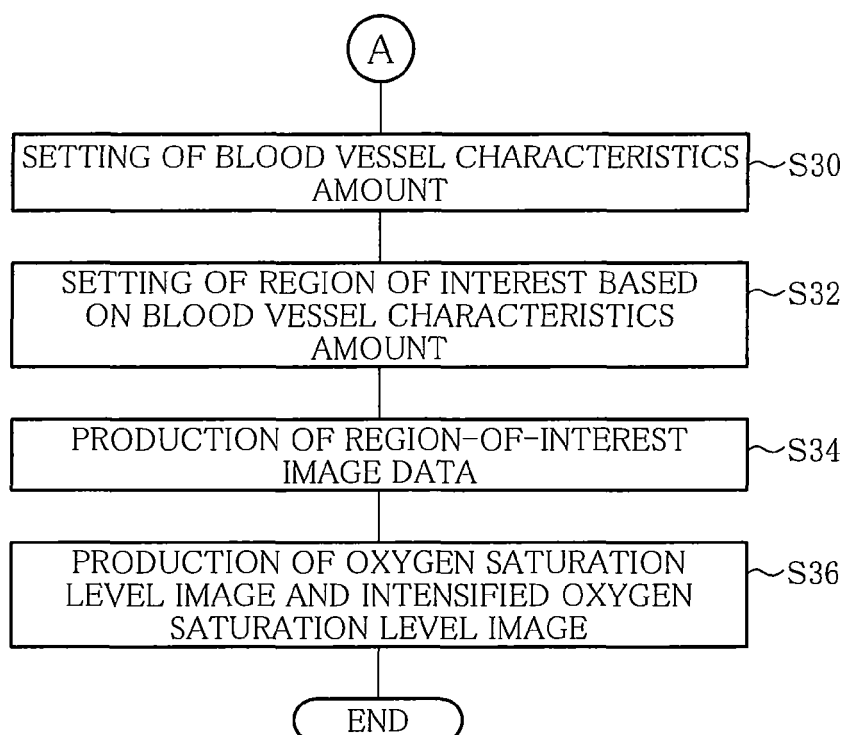 A
SETTING OF BLOOD VESSEL CHARACTERISTICS
AMOUNT
S30
SETTING OF REGION OF INTEREST BASED
ON BLOOD VESSEL CHARACTERISTICS
AMOUNT
S32
PRODUCTION OF REGION-OF-INTEREST
IMAGE DATA
S34
PRODUCTION OF OXYGEN SATURATION
LEVEL IMAGE AND INTENSIFIED OXYGEN
SATURATION LEVEL IMAGE
S36
END